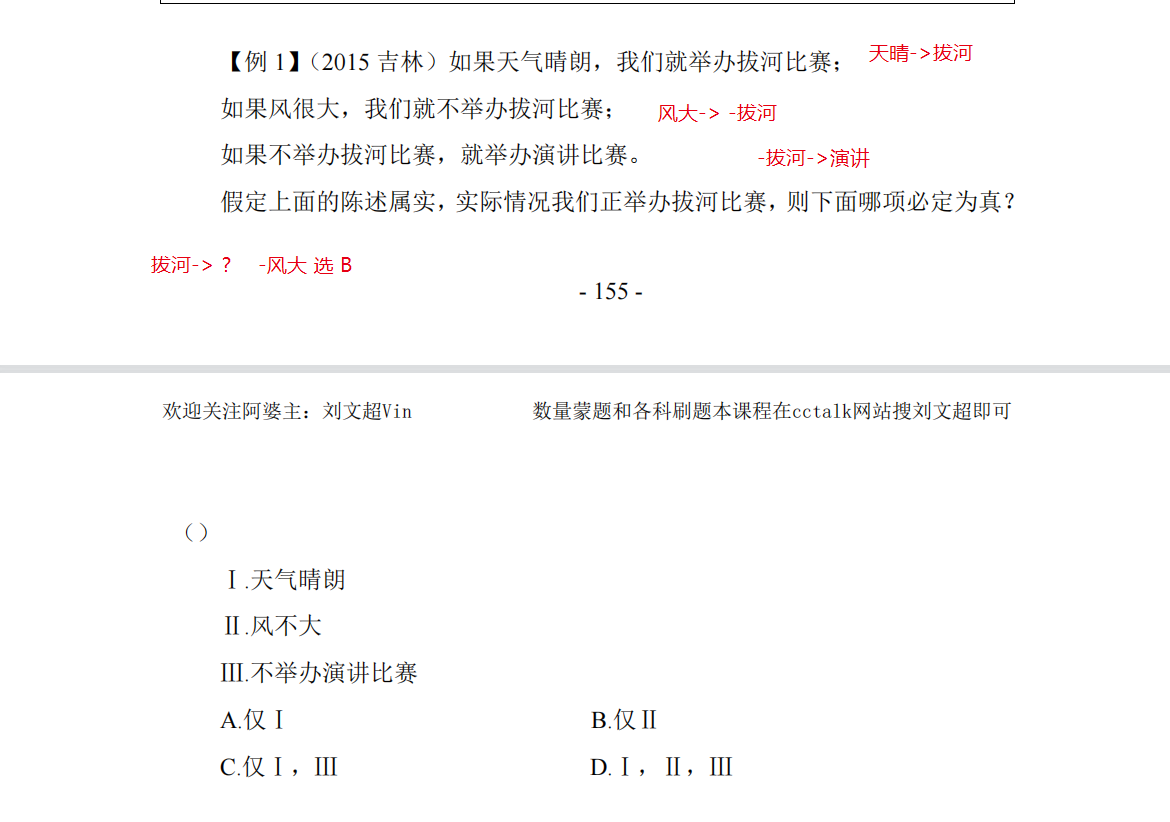 【例 1】（2015 吉林）如果天气晴朗，我们就举办拔河比赛； 天晴->拔河
如果风很大，我们就不举办拔河比赛； 风大-> -拔河
如果不举办拔河比赛，就举办演讲比赛。 -拔河->演讲
假定上面的陈述属实，实际情况我们正举办拔河比赛，则下面哪项必定为真？
拔河-> ? -风大 选 B
- 155 -
欢迎关注阿婆主：刘文超Vin 数量蒙题和各科刷题本课程在cctalk网站搜刘文超即可
（）
Ⅰ.天气晴朗
Ⅱ.风不大
Ⅲ.不举办演讲比赛
A.仅Ⅰ B.仅Ⅱ
C.仅Ⅰ，Ⅲ D.Ⅰ，Ⅱ，Ⅲ